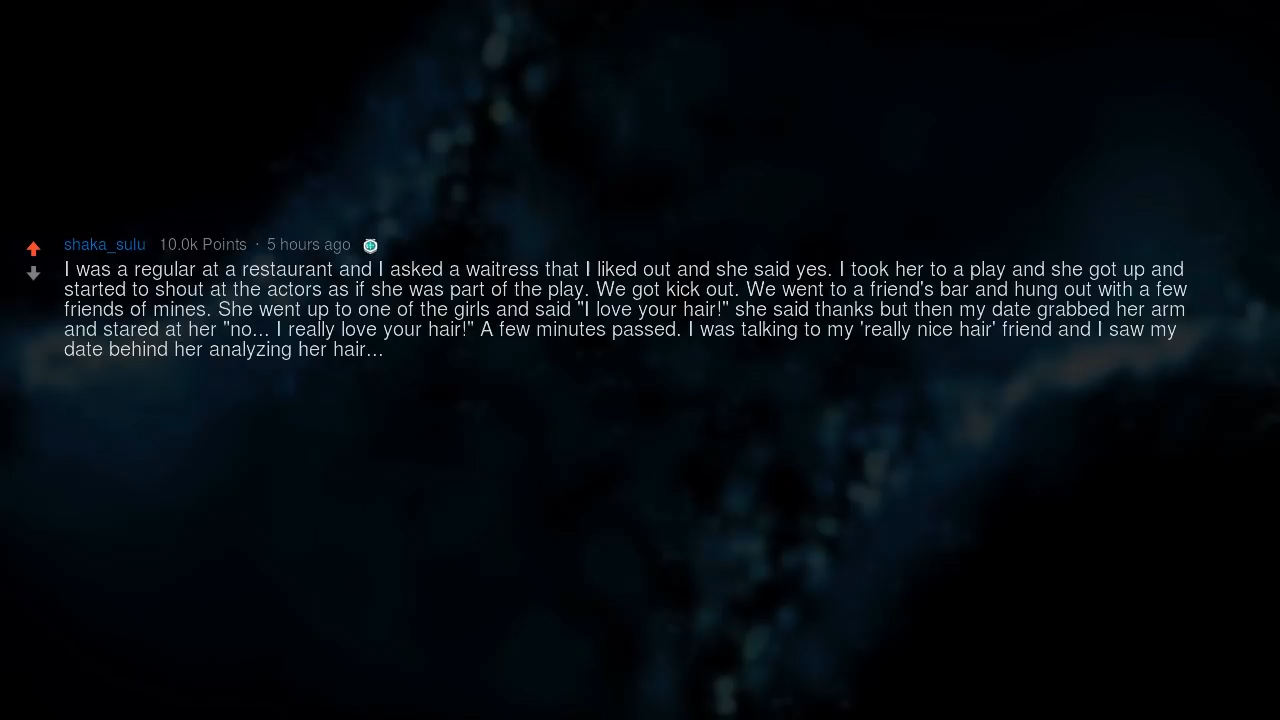 shaka_sulu 10.0k Points · 5 hours ago
I was a regular at a restaurant and I asked a waitress that I liked out and she said yes. I took her to a play and she got up and
started to shout at the actors as if she was part of the play. We got kick out. We went to a friend's bar and hung out with a few
friends of mines. She went up to one of the girls and said "I love your hair!" she said thanks but then my date grabbed her arm
and stared at her "no... I really love your hair!" A few minutes passed. I was talking to my 'really nice hair' friend and I saw my
date behind her analyzing her hair...